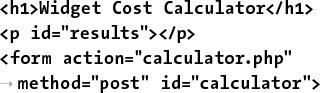 <h1>Widget Cost Calculator</h1>
<p id="results"></p>
<form action="calculator.php"
→ method="post" id="calculator">